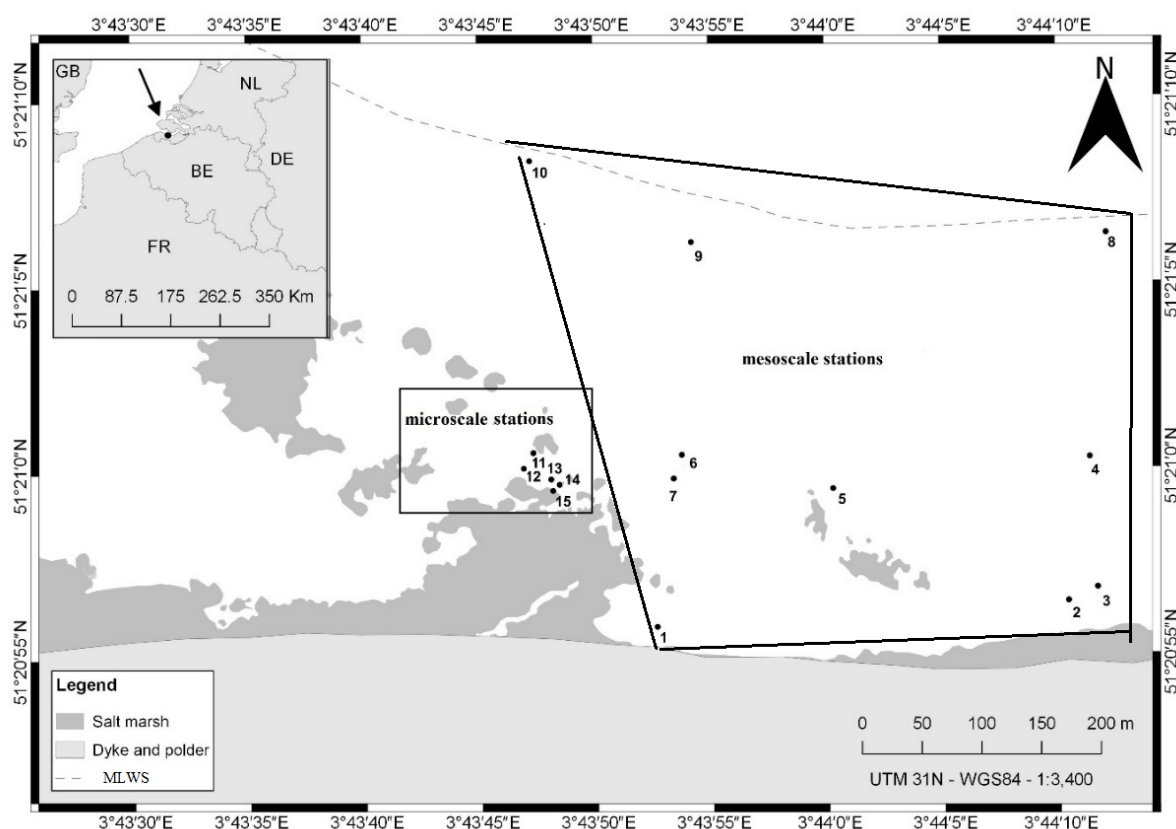 3°43'30"E 3°43'35"E 3°43'40"E 3°43'45"E 3°43'50"E 3°43'55"E 3°44'0"E 3°44'5"E 3°44'10"E
51°21'10"N
51°21'5"N
51°21'0"N
51°20'55"N
GB
NL
DE
BE
FR
0 87.5 175 262.5 350 Km
N
10
9
8
mesoscale stations
microscale stations
11
12
13
14
15
6
7
5
4
3
2
1
Legend
Salt marsh
Dyke and polder
MLWS
0 50 100 150 200 m
UTM 31N - WGS84 - 1:3,400
51°21'10"N
51°21'5"N
51°21'0"N
51°20'55"N
3°43'30"E 3°43'35"E 3°43'40"E 3°43'45"E 3°43'50"E 3°43'55"E 3°44'0"E 3°44'5"E 3°44'10"E